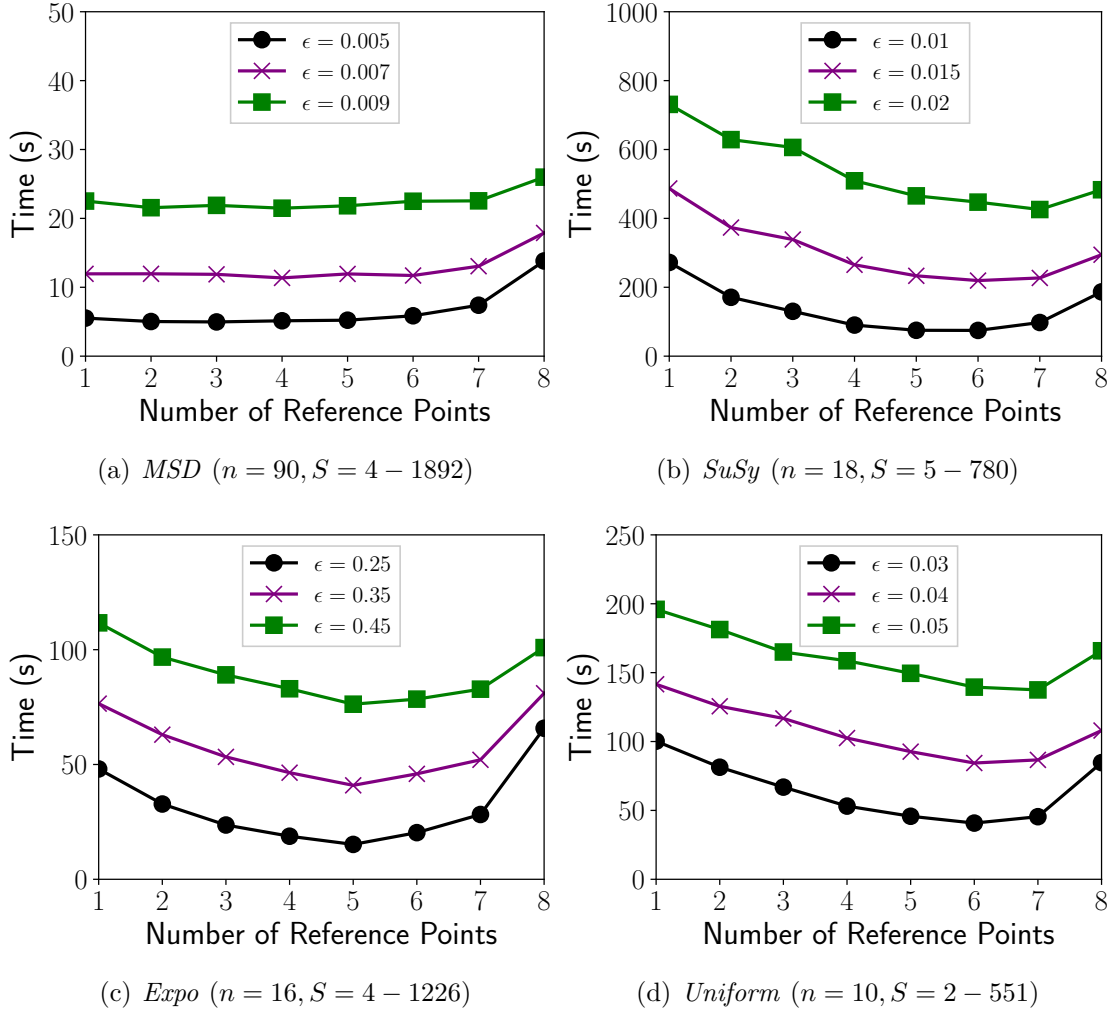 50
40
30
20
10
0
Time (s)
ϵ = 0.005
ϵ = 0.007
ϵ = 0.009
1 2 3 4 5 6 7 8
Number of Reference Points
(a) MSD (n = 90, S = 4 − 1892)
1000
800
600
400
200
0
Time (s)
ϵ = 0.01
ϵ = 0.015
ϵ = 0.02
1 2 3 4 5 6 7 8
Number of Reference Points
(b) SuSy (n = 18, S = 5 − 780)
150
100
50
0
Time (s)
ϵ = 0.25
ϵ = 0.35
ϵ = 0.45
1 2 3 4 5 6 7 8
Number of Reference Points
(c) Expo (n = 16, S = 4 − 1226)
250
200
150
100
50
0
Time (s)
ϵ = 0.03
ϵ = 0.04
ϵ = 0.05
1 2 3 4 5 6 7 8
Number of Reference Points
(d) Uniform (n = 10, S = 2 − 551)